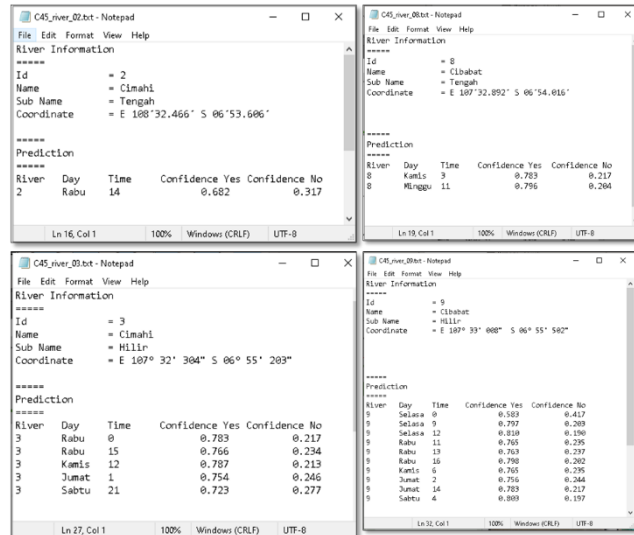 C45_river_02.txt - Notepad
File Edit Format View Help
River Information
=====
Id = 2
Name = Cimahi
Sub Name = Tengah
Coordinate = E 108´32.466´ S 06´53.606´
=====
Prediction
=====
River Day Time Confidence Yes Confidence No
2 Rabu 14 0.682 0.317
Ln 16, Col 1 100% Windows (CRLF) UTF-8
C45_river_08.txt - Notepad
File Edit Format View Help
River Information
=====
Id = 8
Name = Cibabat
Sub Name = Tengah
Coordinate = E 107´32.892´ S 06´54.016´
=====
Prediction
=====
River Day Time Confidence Yes Confidence No
8 Kamis 3 0.783 0.217
8 Minggu 11 0.796 0.204
Ln 19, Col 1 100% Windows (CRLF) UTF-8
C45_river_03.txt - Notepad
File Edit Format View Help
River Information
=====
Id = 3
Name = Cimahi
Sub Name = Hilir
Coordinate = E 107° 32' 304" S 06° 55' 203"
=====
Prediction
=====
River Day Time Confidence Yes Confidence No
3 Rabu 0 0.783 0.217
3 Rabu 15 0.766 0.234
3 Kamis 12 0.787 0.213
3 Jumat 1 0.754 0.246
3 Sabtu 21 0.723 0.277
Ln 27, Col 1 100% Windows (CRLF) UTF-8
C45_river_09.txt - Notepad
File Edit Format View Help
River Information
=====
Id = 9
Name = Cibabat
Sub Name = Hilir
Coordinate = E 107° 33' 008" S 06° 55' 502"
=====
Prediction
=====
River Day Time Confidence Yes Confidence No
9 Selasa 0 0.583 0.417
9 Selasa 9 0.797 0.203
9 Selasa 12 0.810 0.190
9 Rabu 11 0.765 0.235
9 Rabu 13 0.763 0.237
9 Rabu 16 0.798 0.202
9 Kamis 6 0.765 0.235
9 Jumat 2 0.756 0.244
9 Jumat 14 0.783 0.217
9 Sabtu 4 0.803 0.197
Ln 32, Col 1 100% Windows (CRLF) UTF-8